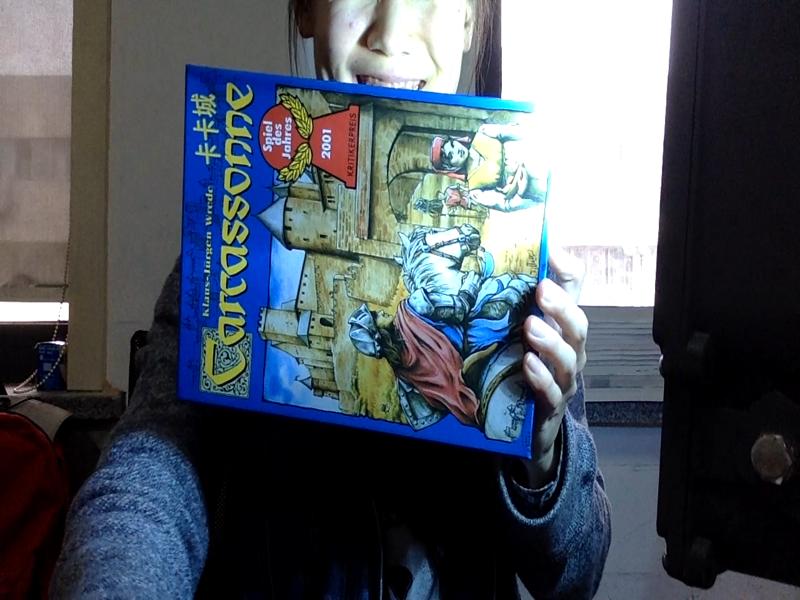 卡卡城
Klaus-Jürgen Wrede
Carcassonne
Spiel
des
Jahres
2001
KRITIKERPREIS